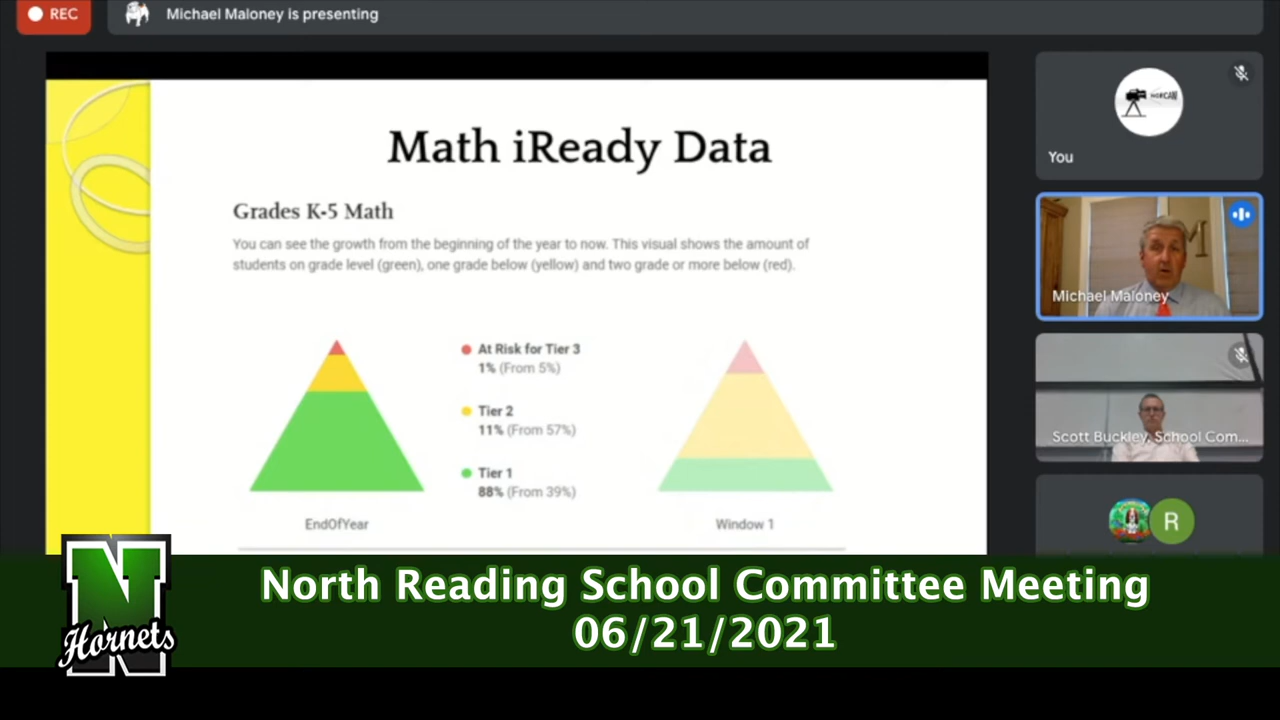 REC
Michael Maloney is presenting
Math iReady Data
Grades K-5 Math
You can see the growth from the beginning of the year to now. This visual shows the amount of
students on grade level (green), one grade below (yellow) and two grade or more below (red).
At Risk for Tier 3
1% (From 5%)
Tier 2
11% (From 57%)
Tier 1
88% (From 39%)
EndOfYear
Window 1
NORCAM
You
M
Michael Maloney
Scott Buckley, School Com...
R
N
Hornets
North Reading School Committee Meeting
06/21/2021